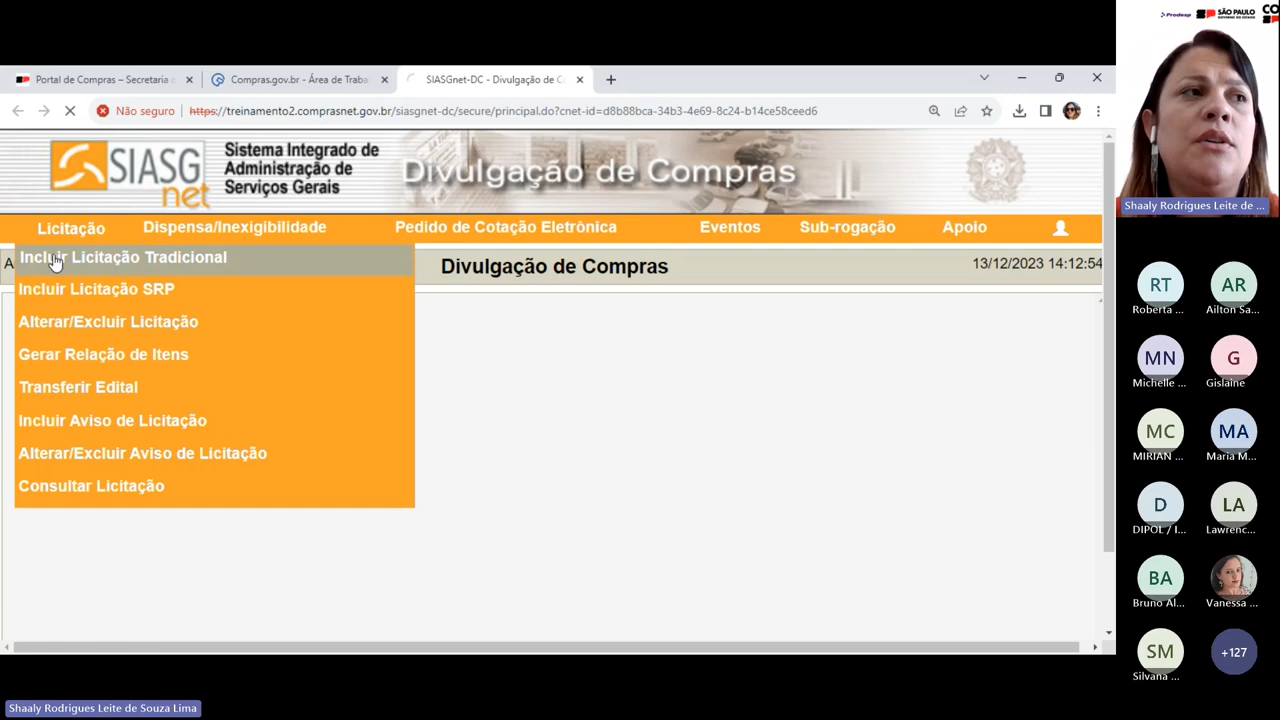 Prodesp
SÃO PAULO
GOVERNO DO ESTADO
CO
Portal de Compras – Secretaria
Compras.gov.br - Área de Traba
SIASGnet-DC - Divulgação de C
Não seguro
https://treinamento2.comprasnet.gov.br/siasgnet-dc/secure/principal.do?cnet-id=d8b88bca-34b3-4e69-8c24-b14ce58ceed6
SIASG
net
Sistema Integrado de
Administração de
Serviços Gerais
Divulgação de Compras
Licitação
Dispensa/Inexigibilidade
Pedido de Cotação Eletrônica
Eventos
Sub-rogação
Apoio
A
Divulgação de Compras
13/12/2023 14:12:54
Incluir Licitação Tradicional
Incluir Licitação SRP
Alterar/Excluir Licitação
Gerar Relação de Itens
Transferir Edital
Incluir Aviso de Licitação
Alterar/Excluir Aviso de Licitação
Consultar Licitação
Shaaly Rodrigues Leite de ...
RT
Roberta ...
AR
Ailton Sa...
MN
Michelle ...
G
Gislaine
MC
MIRIAN ...
MA
Maria M...
D
DIPOL / I...
LA
Lawrenc...
BA
Bruno Al...
Vanessa ...
SM
Silvana ...
+127
Shaaly Rodrigues Leite de Souza Lima